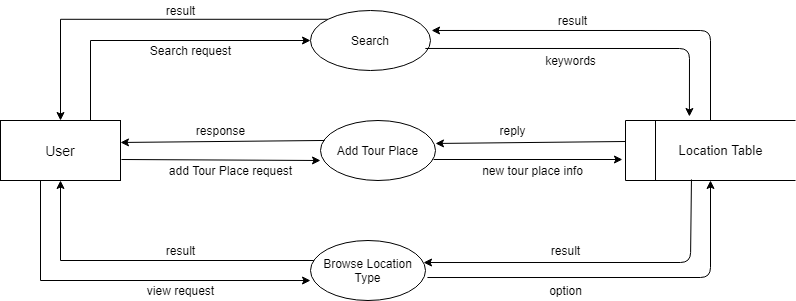 result
result
Search
Search request
keywords
response
reply
User
Add Tour Place
Location Table
add Tour Place request
new tour place info
result
result
Browse Location
Type
view request
option